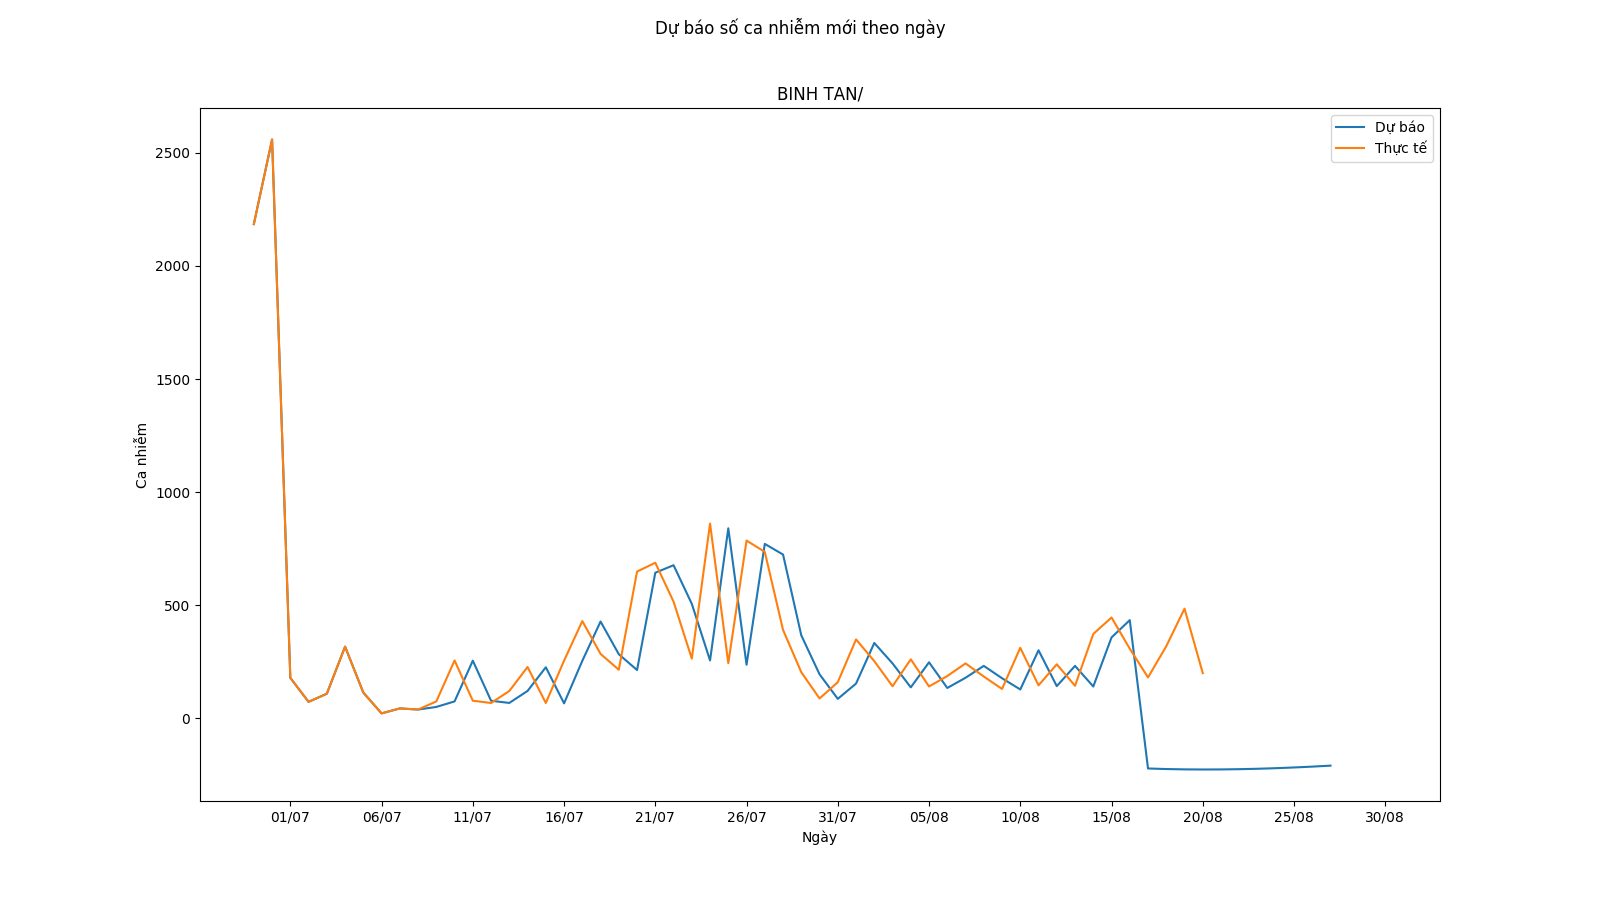 Dự báo số ca nhiễm mới theo ngày
BINH TAN/
Dự báo
Thực tế
2500
2000
1500
1000
500
0
Ca nhiễm
01/07 06/07 11/07 16/07 21/07 26/07 31/07 05/08 10/08 15/08 20/08 25/08 30/08
Ngày